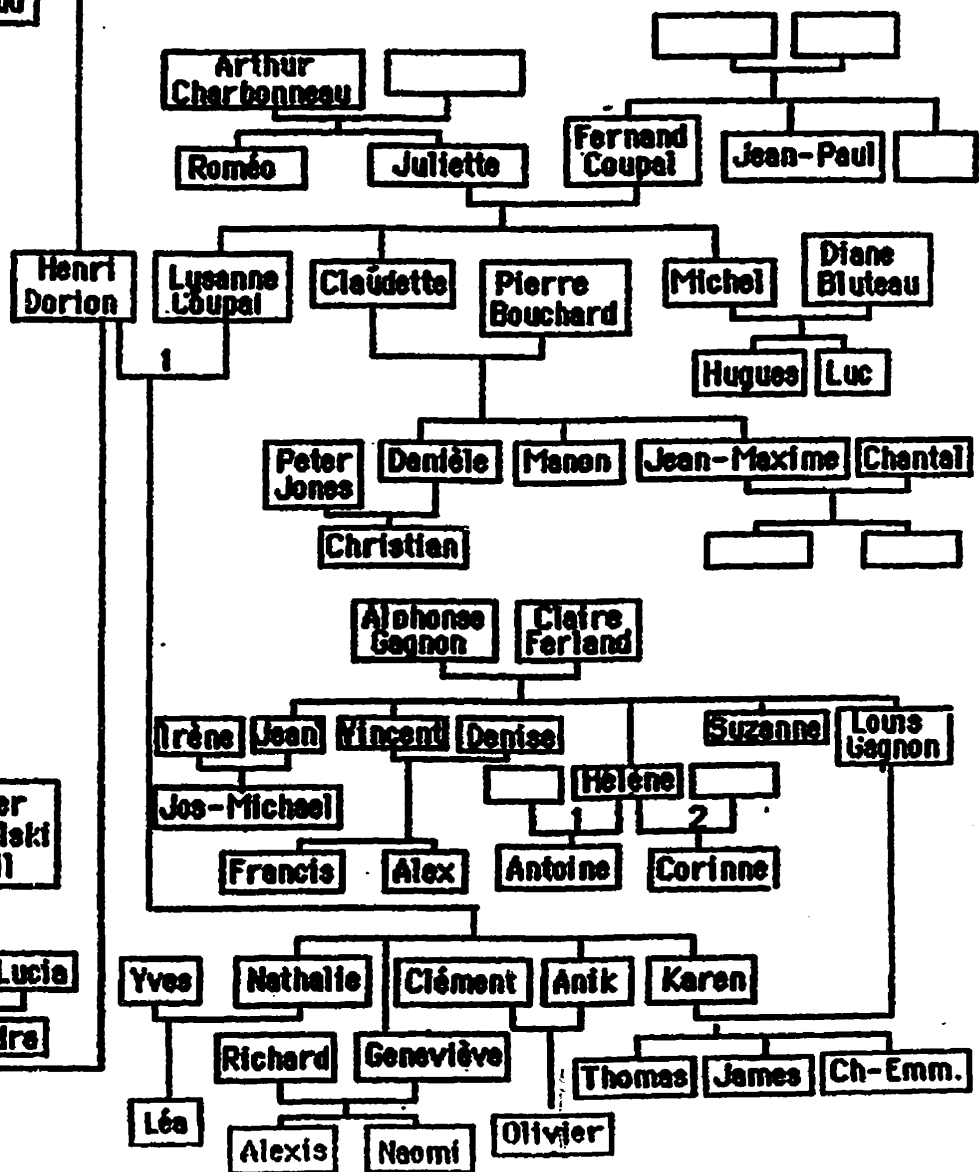 Arthur
Charbonneau
Roméo
Juliette
Fernand
Coupal
Jean-Paul
Henri
Dorion
Lysanne
Coupal
Claudette
Pierre
Bouchard
Michel
Diane
Bluteau
1
Hugues
Luc
Peter
Jones
Danièle
Manon
Jean-Maxime
Chantal
Christian
Alphonse
Gagnon
Claire
Ferland
Irène
Jean
Vincent
Denise
Suzanne
Louis
Gagnon
Hélène
Jos-Michael
1
2
Francis
Alex
Antoine
Corinne
Lucia
Yves
Nathalie
Clément
Anik
Karen
Richard
Geneviève
Thomas
James
Ch-Emm.
Léa
Alexis
Naomi
Olivier